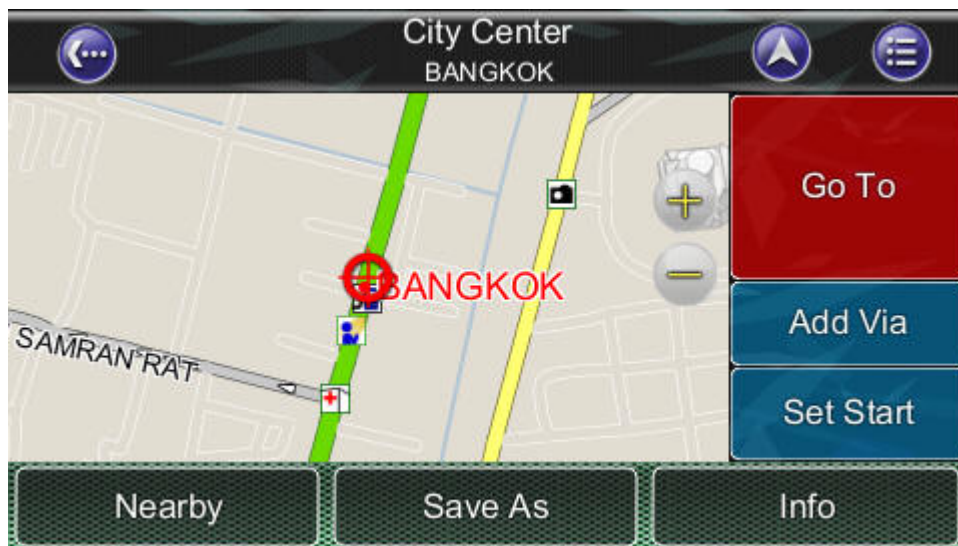 City Center
BANGKOK
Go To
BANGKOK
Add Via
SAMRAN RAT
Set Start
Nearby
Save As
Info